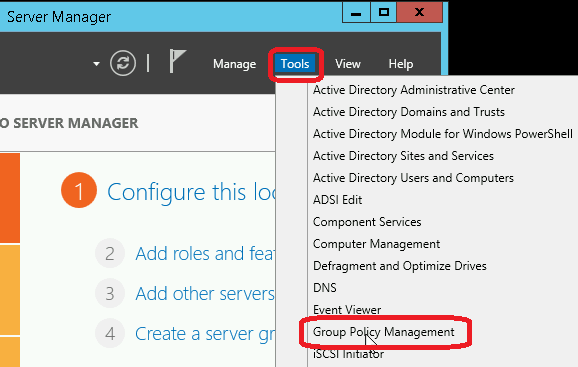 Server Manager
Manage Tools View Help
O SERVER MANAGER
1 Configure this loc
2 Add roles and feat
3 Add other servers
4 Create a server gr
Active Directory Administrative Center
Active Directory Domains and Trusts
Active Directory Module for Windows PowerShell
Active Directory Sites and Services
Active Directory Users and Computers
ADSI Edit
Component Services
Computer Management
Defragment and Optimize Drives
DNS
Event Viewer
Group Policy Management
iSCSI Initiator